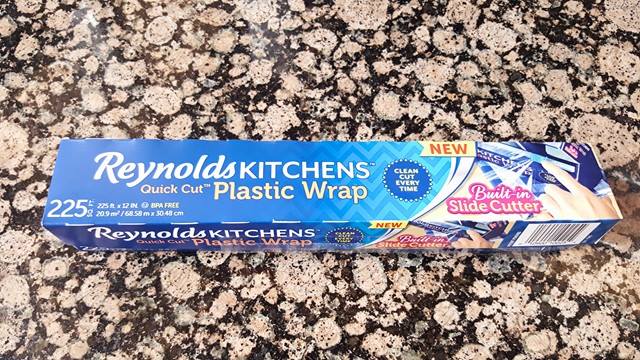 Reynolds KITCHENS™
Quick Cut™ Plastic Wrap
225 SQ FT
225 ft. x 12 IN. BPA FREE
20.9 m² / 68.58 m x 30.48 cm
CLEAN
CUT
EVERY
TIME
NEW
Built-in
Slide Cutter
Reynolds KITCHENS™
Quick Cut™ Plastic Wrap
NEW
Built-in
Slide Cutter